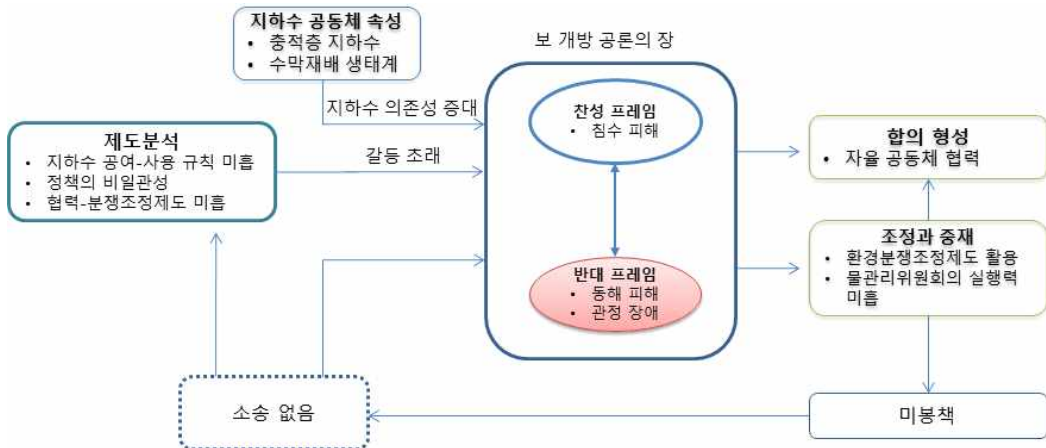 지하수 공동체 속성
• 충적층 지하수
• 수막재배 생태계
보 개방 공론의 장
지하수 의존성 증대
찬성 프레임
• 침수 피해
제도분석
• 지하수 공여-사용 규칙 미흡
• 정책의 비일관성
• 협력-분쟁조정제도 미흡
갈등 초래
합의 형성
• 자율 공동체 협력
조정과 중재
• 환경분쟁조정제도 활용
• 물관리위원회의 실행력
미흡
반대 프레임
• 동해 피해
• 관정 장애
소송 없음
미봉책